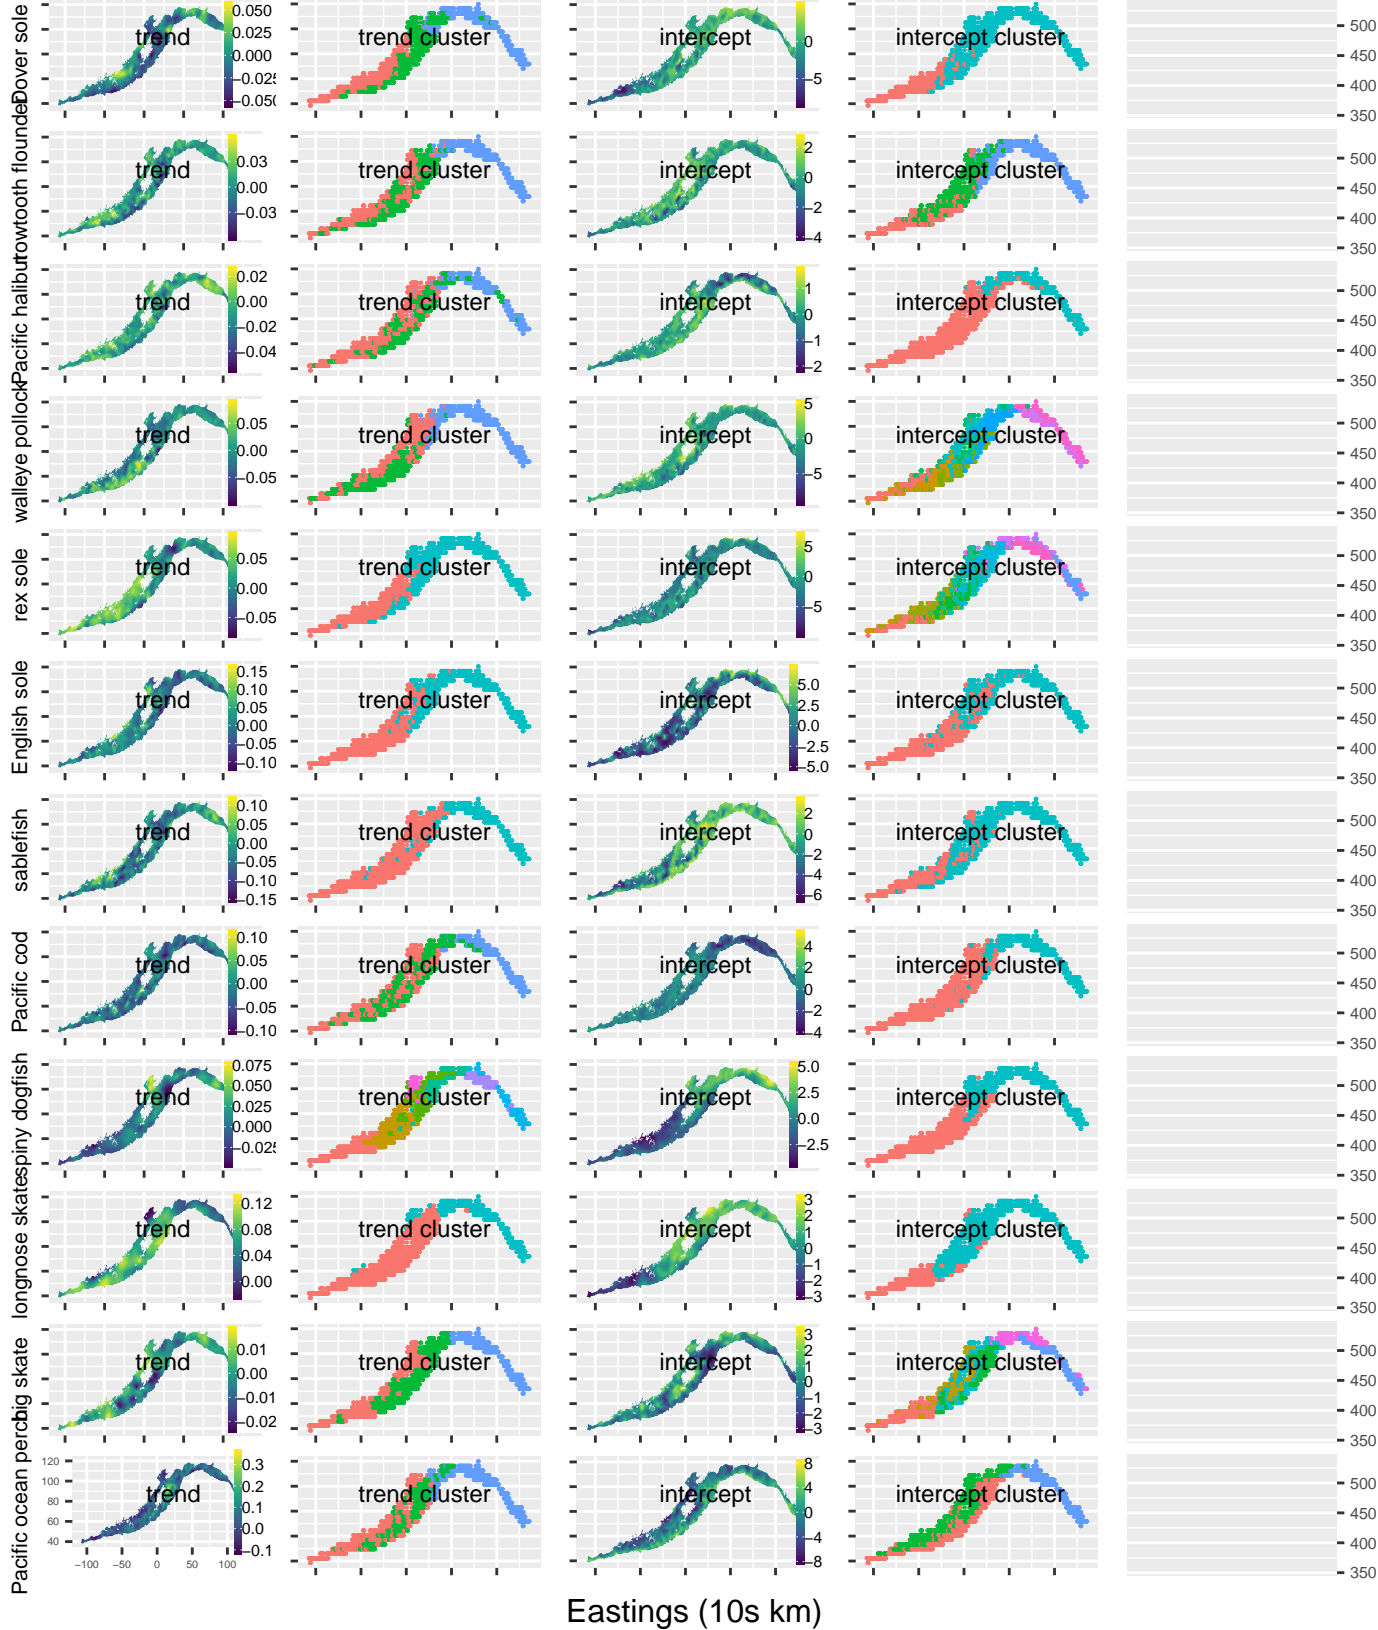 Dover sole
0.050
0.025
0.000
−0.025
−0.050
trend
trend cluster
0
−5
intercept
intercept cluster
500
450
400
350
0.03
0.00
−0.03
trend
trend cluster
2
0
−2
−4
intercept
intercept cluster
500
450
400
350
Pacific halibut
0.02
0.00
−0.02
−0.04
trend
trend cluster
1
0
−1
−2
intercept
intercept cluster
500
450
400
350
walleye pollock
0.05
0.00
−0.05
trend
trend cluster
5
0
−5
intercept
intercept cluster
500
450
400
350
rex sole
0.05
0.00
−0.05
trend
trend cluster
5
0
−5
intercept
intercept cluster
500
450
400
350
English sole
0.15
0.10
0.05
0.00
−0.05
−0.10
trend
trend cluster
5.0
2.5
0.0
−2.5
−5.0
intercept
intercept cluster
500
450
400
350
sablefish
0.10
0.05
0.00
−0.05
−0.10
−0.15
trend
trend cluster
2
0
−2
−4
−6
intercept
intercept cluster
500
450
400
350
Pacific cod
0.10
0.05
0.00
−0.05
−0.10
trend
trend cluster
4
2
0
−2
−4
intercept
intercept cluster
500
450
400
350
spiny dogfish
0.075
0.050
0.025
0.000
−0.025
trend
trend cluster
5.0
2.5
0.0
−2.5
intercept
intercept cluster
500
450
400
350
longnose skate
0.12
0.08
0.04
0.00
trend
trend cluster
3
2
1
0
−1
−2
−3
intercept
intercept cluster
500
450
400
350
big skate
0.01
0.00
−0.01
−0.02
trend
trend cluster
3
2
1
0
−1
−2
−3
intercept
intercept cluster
500
450
400
350
Pacific ocean perch
120
100
80
60
40
−100
−50
0
50
100
0.3
0.2
0.1
0.0
−0.1
trend
trend cluster
8
4
0
−4
−8
intercept
intercept cluster
500
450
400
350
Eastings (10s km)